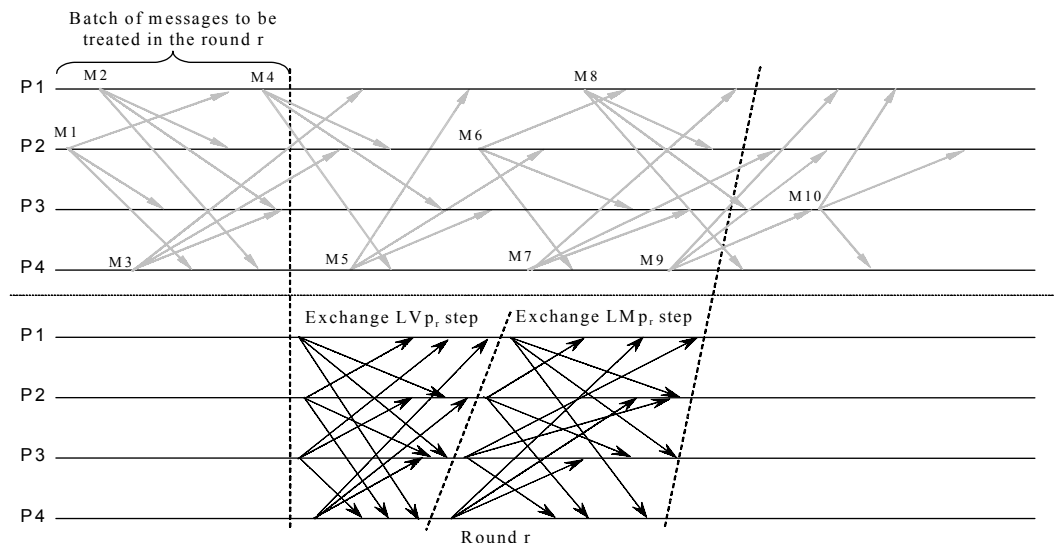 Batch of messages to be
treated in the round r
P1 M2 M4 M8
M1 M6
P2
P3 M10
M3 M5 M7 M9
P4
Exchange LVpr step Exchange LMpr step
P1
P2
P3
P4
Round r